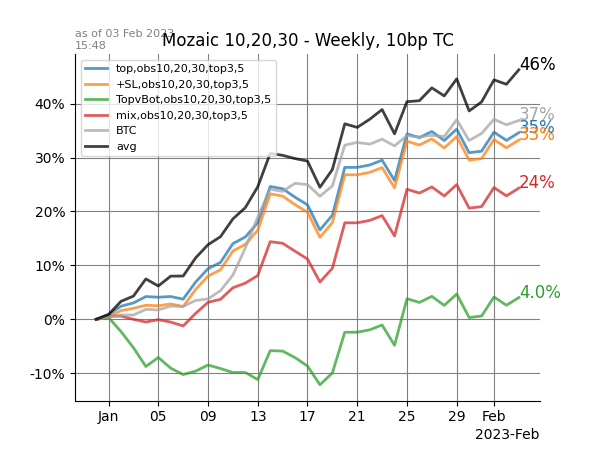 as of 03 Feb 2023
15:48
Mozaic 10,20,30 - Weekly, 10bp TC
top,obs10,20,30,top3,5
+SL,obs10,20,30,top3,5
TopvBot,obs10,20,30,top3,5
mix,obs10,20,30,top3,5
BTC
avg
46%
37%
35%
33%
24%
4.0%
40%
30%
20%
10%
0%
-10%
Jan 05 09 13 17 21 25 29 Feb
2023-Feb